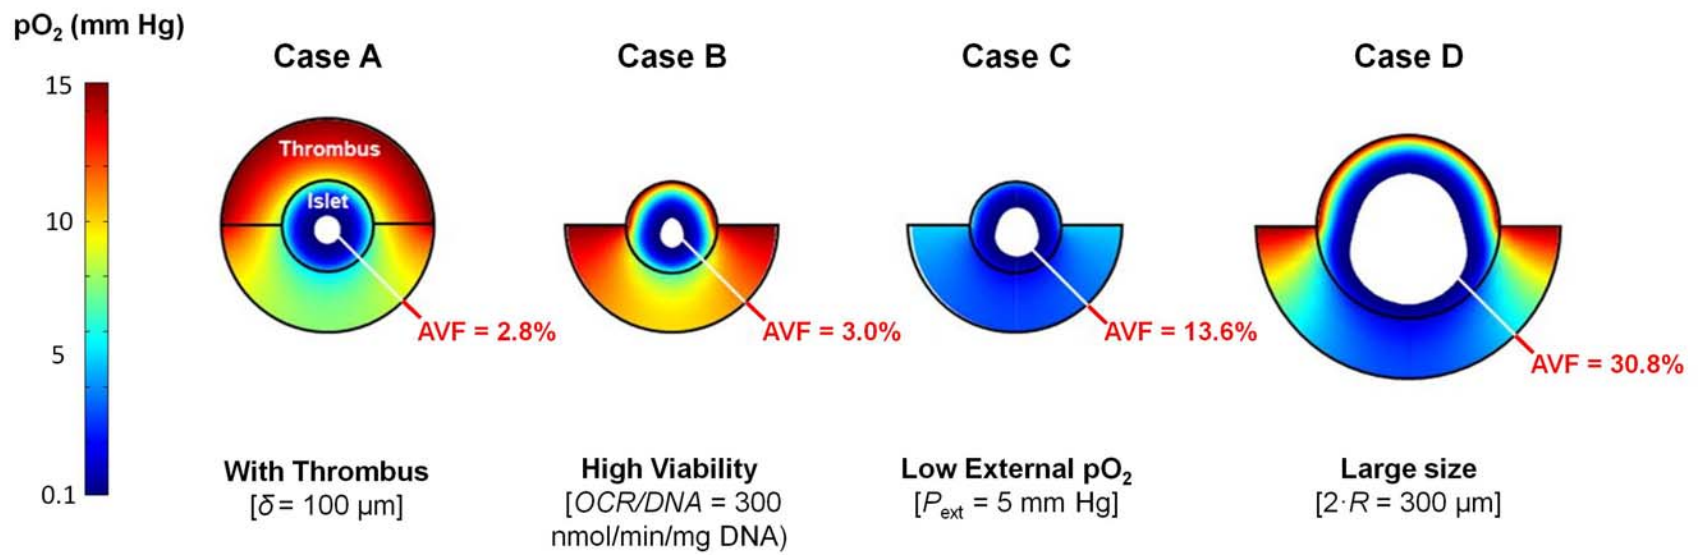 pO₂ (mm Hg)
Case A
Case B
Case C
Case D
15
10
5
0.1
Thrombus
Islet
AVF = 2.8%
AVF = 3.0%
AVF = 13.6%
AVF = 30.8%
With Thrombus
[δ = 100 µm]
High Viability
[OCR/DNA = 300
nmol/min/mg DNA)
Low External pO₂
[Pext = 5 mm Hg]
Large size
[2·R = 300 µm]